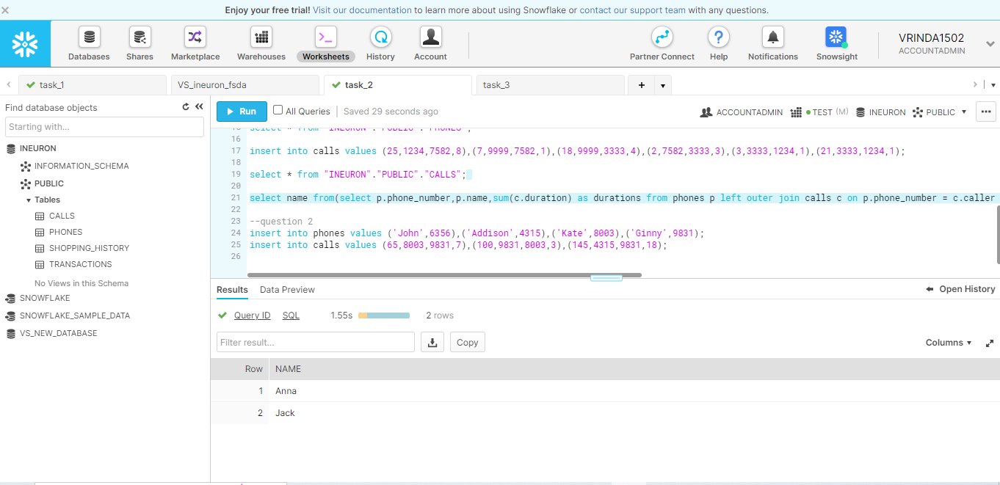 Enjoy your free trial! Visit our documentation to learn more about using Snowflake or contact our support team with any questions.
Databases Shares Marketplace Warehouses Worksheets History Account Partner Connect Help Notifications Snowsight
VRINDA1502
ACCOUNTADMIN
task_1 VS_ineuron_fsda task_2 task_3
Find database objects
Starting with...
INEURON
INFORMATION_SCHEMA
PUBLIC
Tables
CALLS
PHONES
SHOPPING_HISTORY
TRANSACTIONS
No Views in this Schema
SNOWFLAKE
SNOWFLAKE_SAMPLE_DATA
VS_NEW_DATABASE
Run All Queries Saved 29 seconds ago ACCOUNTADMIN TEST (M) INEURON PUBLIC
15 select * from "INEURON"."PUBLIC"."PHONES";
16
17 insert into calls values (25,1234,7582,8),(7,9999,7582,1),(18,9999,3333,4),(2,7582,3333,3),(3,3333,1234,1),(21,3333,1234,1);
18
19 select * from "INEURON"."PUBLIC"."CALLS";
20
21 select name from(select p.phone_number,p.name,sum(c.duration) as durations from phones p left outer join calls c on p.phone_number = c.caller
22
23 --question 2
24 insert into phones values ('John',6356),('Addison',4315),('Kate',8003),('Ginny',9831);
25 insert into calls values (65,8003,9831,7),(100,9831,8003,3),(145,4315,9831,18);
26
Results Data Preview Open History
Query ID SQL 1.55s 2 rows
Filter result... Copy Columns
Row NAME
1 Anna
2 Jack